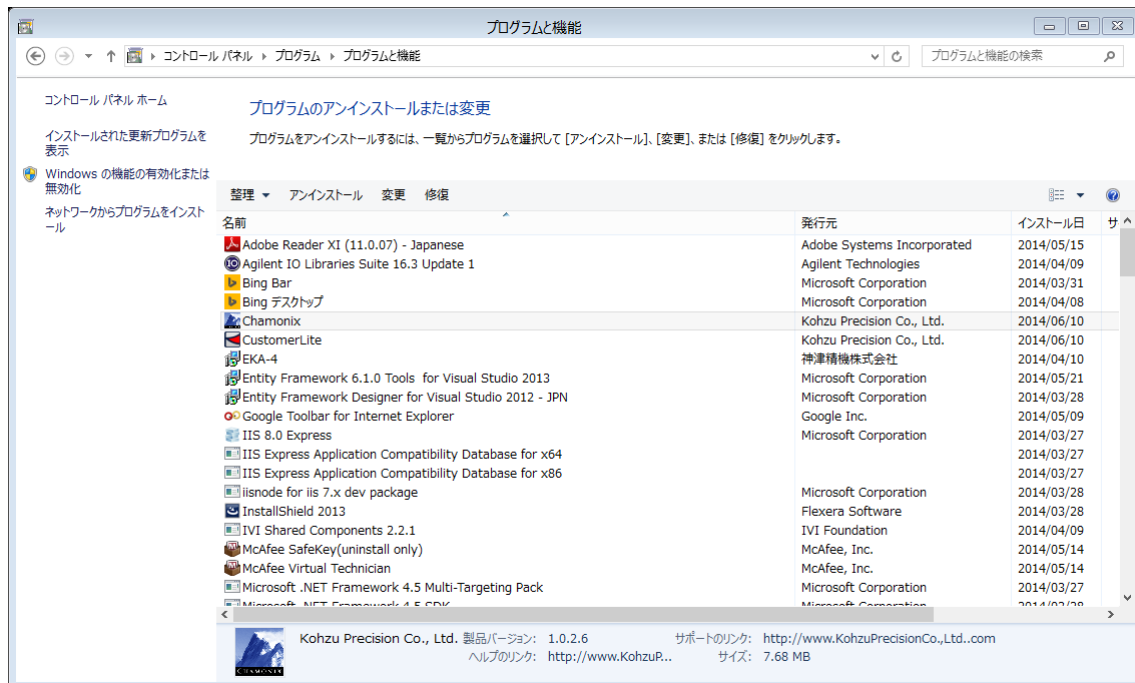 プログラムと機能
コントロール パネル ▸ プログラム ▸ プログラムと機能
プログラムと機能の検索
コントロール パネル ホーム
インストールされた更新プログラムを
表示
Windows の機能の有効化または
無効化
ネットワークからプログラムをインスト
ール
プログラムのアンインストールまたは変更
プログラムをアンインストールするには、一覧からプログラムを選択して [アンインストール]、[変更]、または [修復] をクリックします。
整理 アンインストール 変更 修復
名前 発行元 インストール日 サ
Adobe Reader XI (11.0.07) - Japanese Adobe Systems Incorporated 2014/05/15
Agilent IO Libraries Suite 16.3 Update 1 Agilent Technologies 2014/04/09
Bing Bar Microsoft Corporation 2014/03/31
Bing デスクトップ Microsoft Corporation 2014/04/08
Chamonix Kohzu Precision Co., Ltd. 2014/06/10
CustomerLite Kohzu Precision Co., Ltd. 2014/06/10
EKA-4 神津精機株式会社 2014/04/10
Entity Framework 6.1.0 Tools for Visual Studio 2013 Microsoft Corporation 2014/05/21
Entity Framework Designer for Visual Studio 2012 - JPN Microsoft Corporation 2014/03/28
Google Toolbar for Internet Explorer Google Inc. 2014/05/09
IIS 8.0 Express Microsoft Corporation 2014/03/27
IIS Express Application Compatibility Database for x64 2014/03/27
IIS Express Application Compatibility Database for x86 2014/03/27
iisnode for iis 7.x dev package Microsoft Corporation 2014/03/28
InstallShield 2013 Flexera Software 2014/03/28
IVI Shared Components 2.2.1 IVI Foundation 2014/04/09
McAfee SafeKey(uninstall only) McAfee, Inc. 2014/05/14
McAfee Virtual Technician McAfee, Inc. 2014/05/14
Microsoft .NET Framework 4.5 Multi-Targeting Pack Microsoft Corporation 2014/03/27
Microsoft .NET Framework 4.5 SDK Microsoft Corporation 2014/03/28
Kohzu Precision Co., Ltd. 製品バージョン: 1.0.2.6 サポートのリンク: http://www.KohzuPrecisionCo.,Ltd..com
ヘルプのリンク: http://www.KohzuP... サイズ: 7.68 MB
CHAMONIX